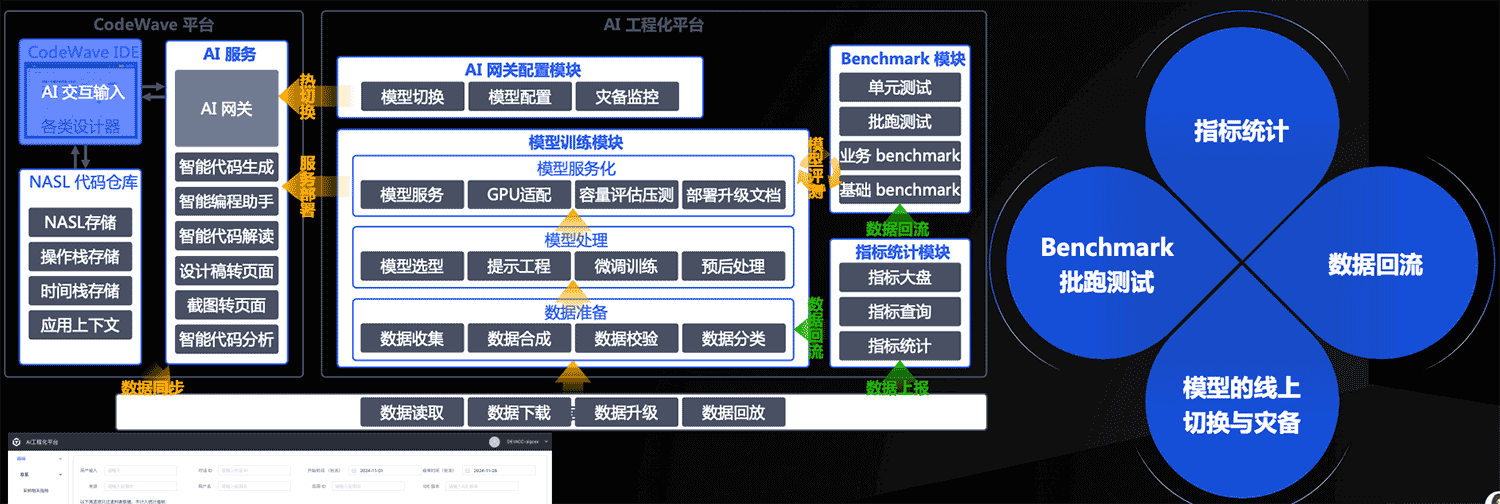 CodeWave 平台
CodeWave IDE
AI 交互输入
各类设计器
NASL 代码仓库
NASL存储
操作栈存储
时间栈存储
应用上下文
AI 服务
AI 网关
智能代码生成
智能编程助手
智能代码解读
设计稿转页面
截图转页面
智能代码分析
热切换
服务部署
AI 工程化平台
AI 网关配置模块
模型切换
模型配置
灾备监控
模型训练模块
模型服务化
模型服务
GPU适配
容量评估压测
部署升级文档
模型处理
模型选型
提示工程
微调训练
预后处理
数据准备
数据收集
数据合成
数据校验
数据分类
模型评测
数据回流
Benchmark 模块
单元测试
批跑测试
业务 benchmark
基础 benchmark
数据回流
指标统计模块
指标大盘
指标查询
指标统计
数据同步
数据上报
数据读取
数据下载
数据升级
数据回放
AI工程化平台
2024-11-01
2024-11-26
指标统计
Benchmark
批跑测试
数据回流
模型的线上
切换与灾备